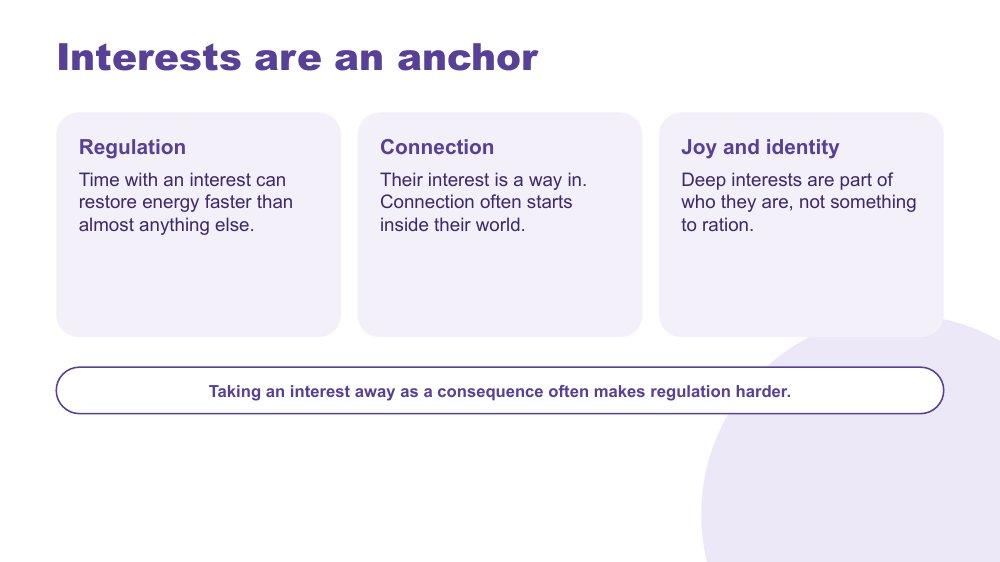 Interests are an anchor
Regulation
Time with an interest can
restore energy faster than
almost anything else.
Connection
Their interest is a way in.
Connection often starts
inside their world.
Joy and identity
Deep interests are part of
who they are, not something
to ration.
Taking an interest away as a consequence often makes regulation harder.